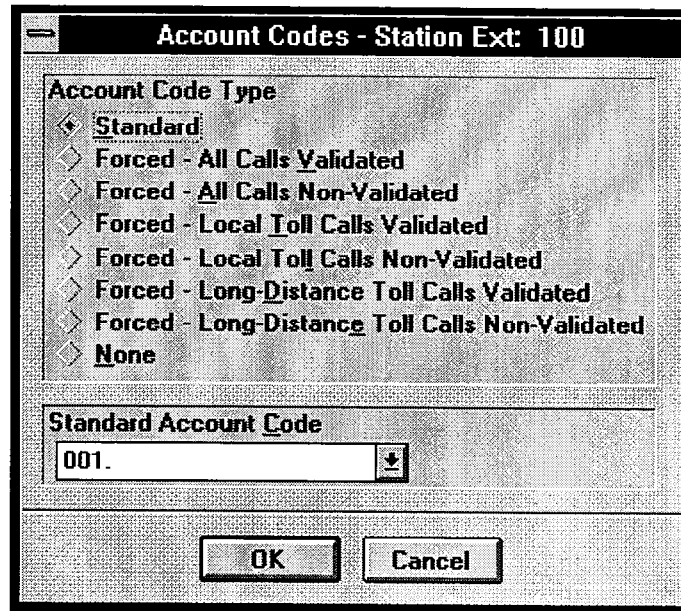 Account Codes - Station Ext: 100
Account Code Type
Standard
Forced - All Calls Validated
Forced - All Calls Non-Validated
Forced - Local Toll Calls Validated
Forced - Local Toll Calls Non-Validated
Forced - Long-Distance Toll Calls Validated
Forced - Long-Distance Toll Calls Non-Validated
None
Standard Account Code
001.
OK Cancel